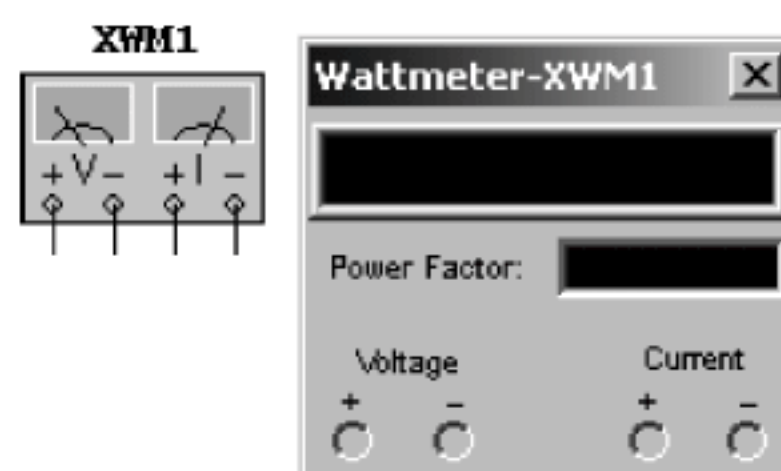 XWM1
+ V - + I -
Wattmeter-XWM1
Power Factor:
Voltage Current
+ - + -